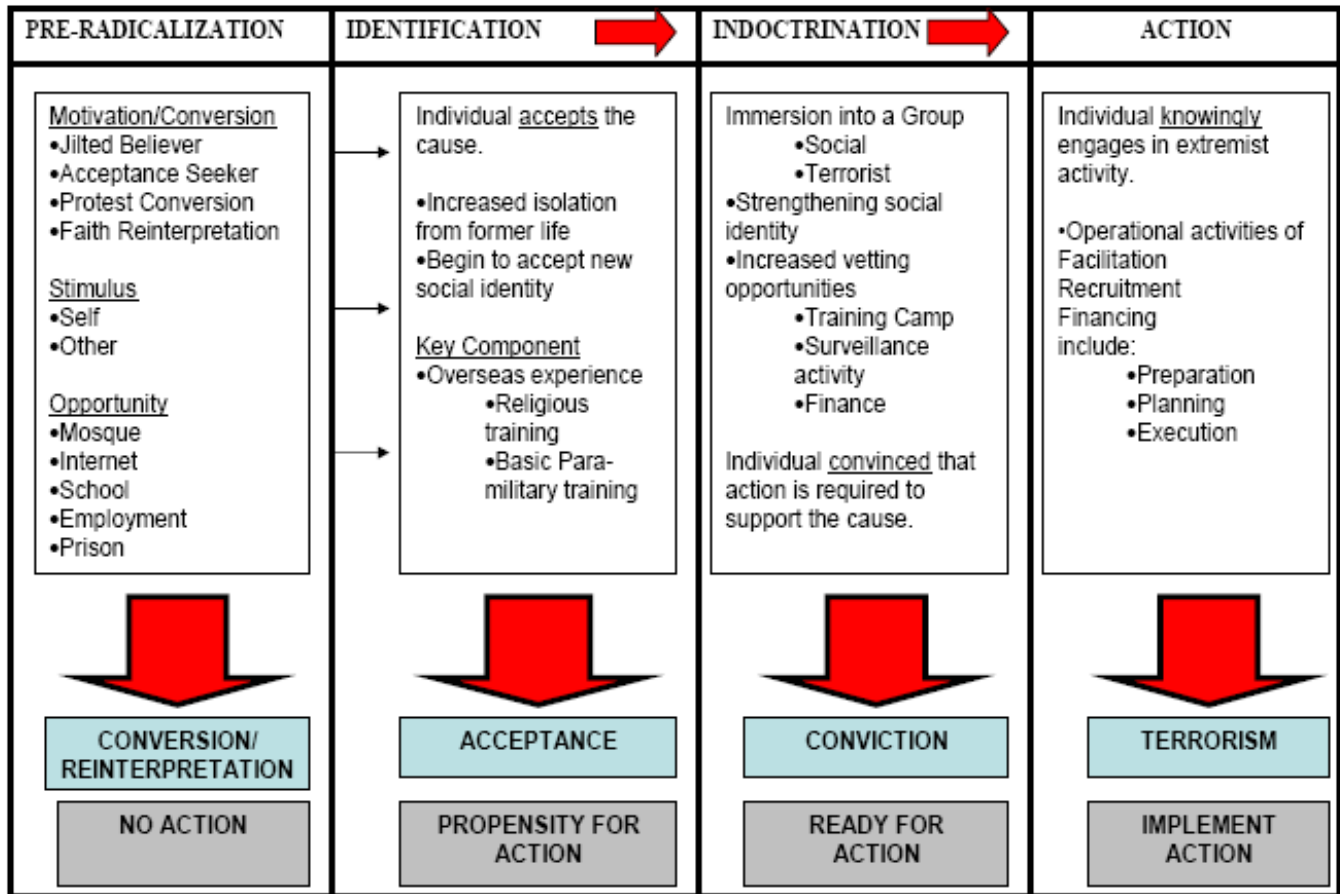 PRE-RADICALIZATION
Motivation/Conversion
•Jilted Believer
•Acceptance Seeker
•Protest Conversion
•Faith Reinterpretation
Stimulus
•Self
•Other
Opportunity
•Mosque
•Internet
•School
•Employment
•Prison
CONVERSION/
REINTERPRETATION
NO ACTION
IDENTIFICATION
Individual accepts the
cause.
•Increased isolation
from former life
•Begin to accept new
social identity
Key Component
•Overseas experience
•Religious
training
•Basic Para-
military training
ACCEPTANCE
PROPENSITY FOR
ACTION
INDOCTRINATION
Immersion into a Group
•Social
•Terrorist
•Strengthening social
identity
•Increased vetting
opportunities
•Training Camp
•Surveillance
activity
•Finance
Individual convinced that
action is required to
support the cause.
CONVICTION
READY FOR
ACTION
ACTION
Individual knowingly
engages in extremist
activity.
•Operational activities of
Facilitation
Recruitment
Financing
include:
•Preparation
•Planning
•Execution
TERRORISM
IMPLEMENT
ACTION